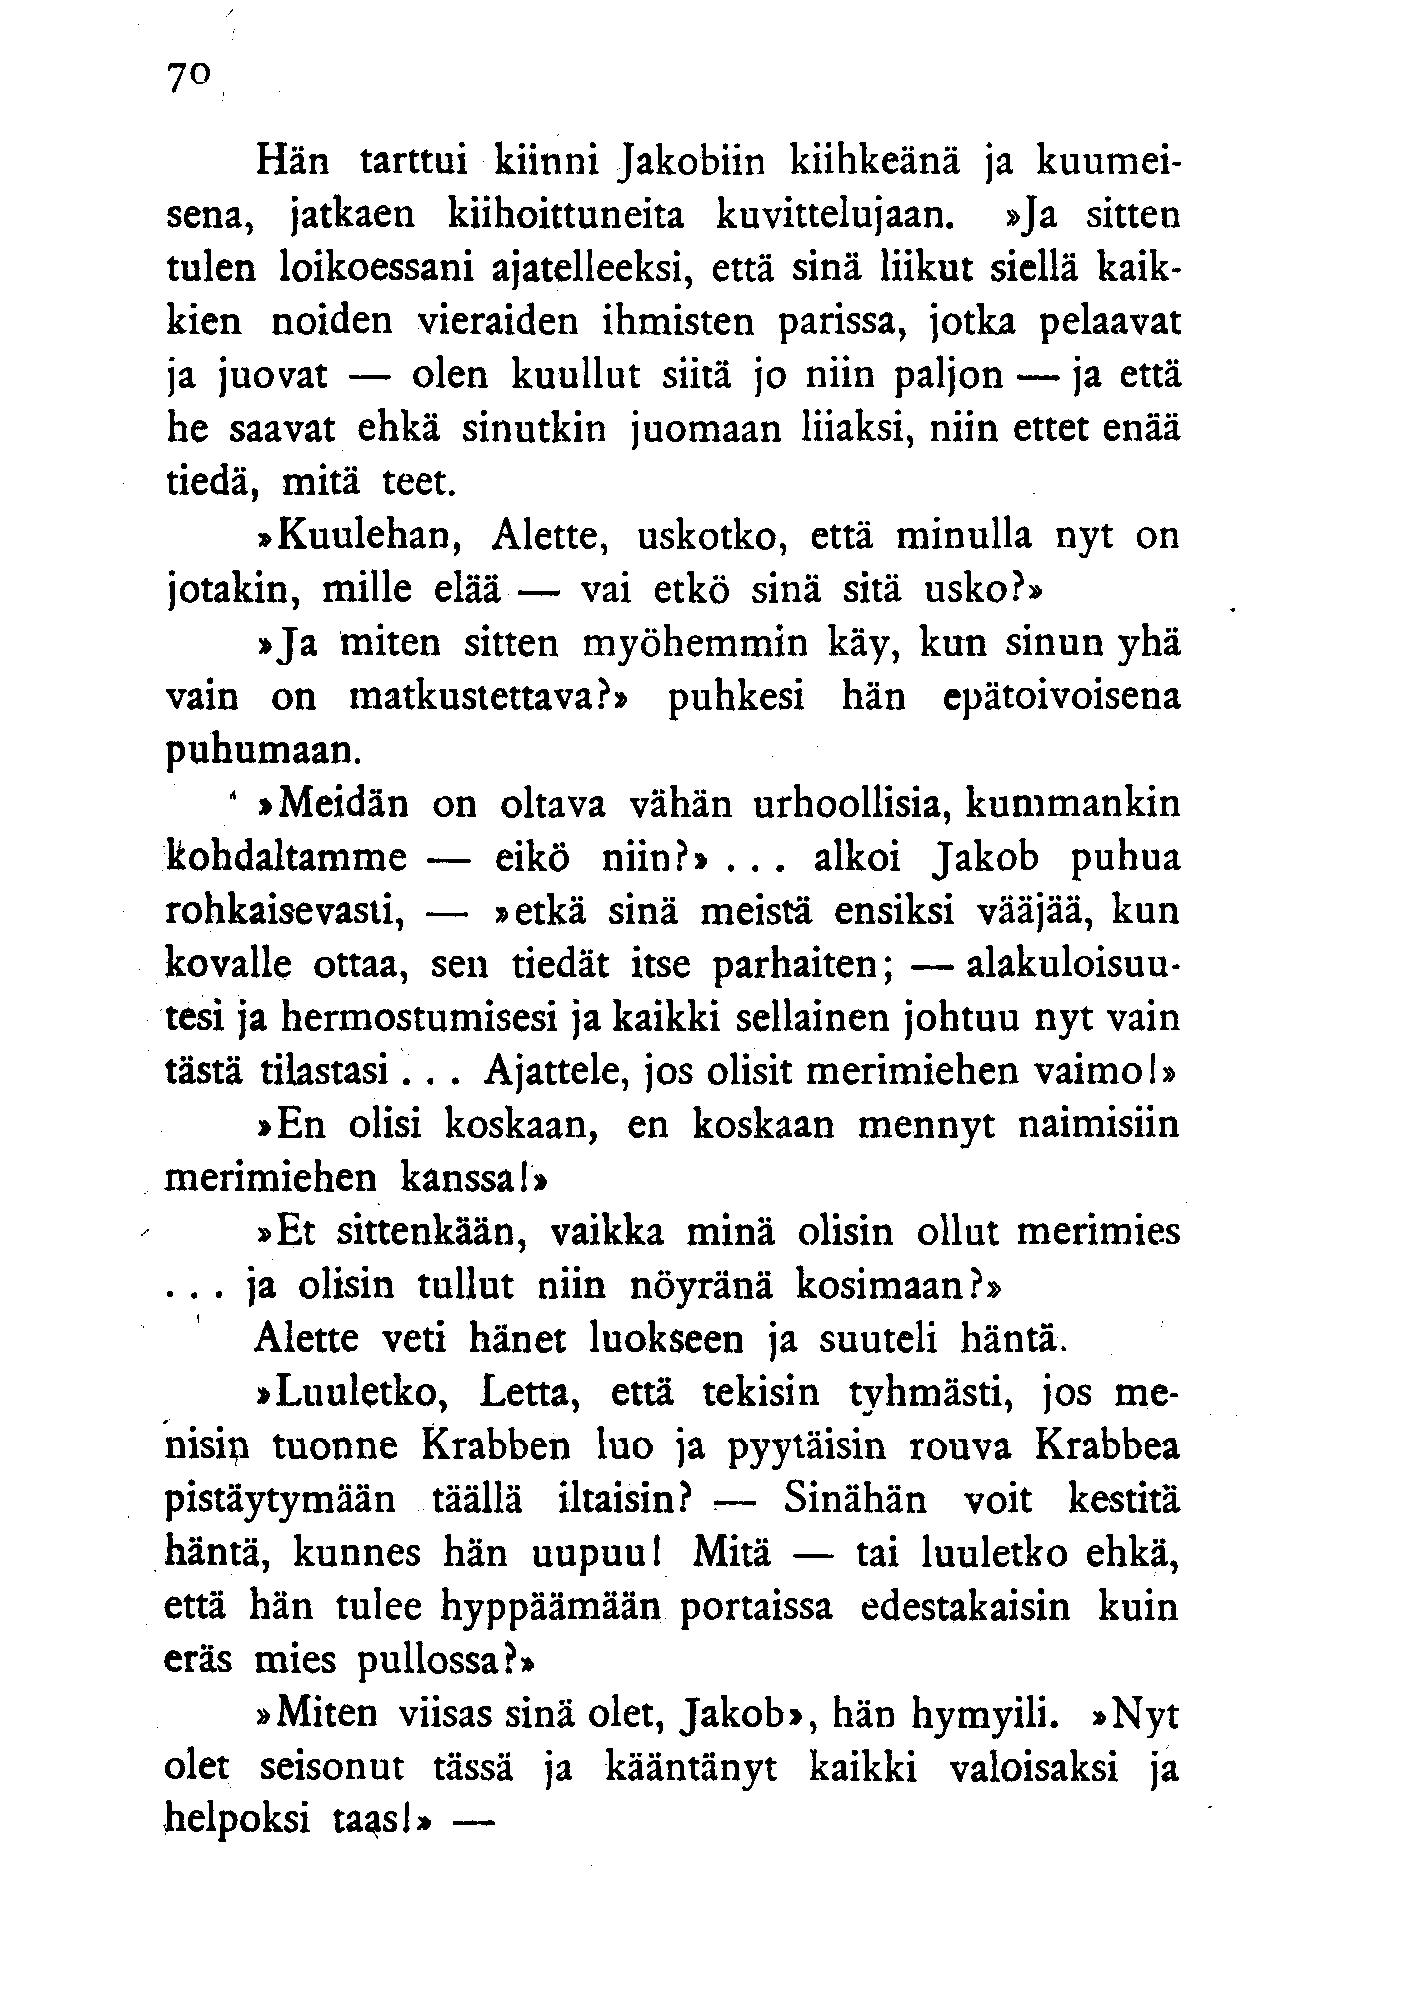 70
Hän tarttui kiinni Jakobiin kiihkeänä ja kuumei-
sena, jatkaen kiihoittuneita kuvittelujaan. »Ja sitten
tulen loikoessani ajatelleeksi, että sinä liikut siellä kaik-
kien noiden vieraiden ihmisten parissa, jotka pelaavat
ja juovat — olen kuullut siitä jo niin paljon — ja että
he saavat ehkä sinutkin juomaan liiaksi, niin ettet enää
tiedä, mitä teet.
»Kuulehan, Alette, uskotko, että minulla nyt on
jotakin, mille elää — vai etkö sinä sitä usko?»
»Ja miten sitten myöhemmin käy, kun sinun yhä
vain on matkustettava?» puhkesi hän epätoivoisena
puhumaan.
»Meidän on oltava vähän urhoollisia, kummankin
kohdaltamme — eikö niin?» . . . alkoi Jakob puhua
rohkaisevasti, — »etkä sinä meistä ensiksi vääjää, kun
kovalle ottaa, sen tiedät itse parhaiten; — alakuloisuu-
tesi ja hermostumisesi ja kaikki sellainen johtuu nyt vain
tästä tilastasi . . . Ajattele, jos olisit merimiehen vaimo!»
»En olisi koskaan, en koskaan mennyt naimisiin
merimiehen kanssa!»
»Et sittenkään, vaikka minä olisin ollut merimies
. . . ja olisin tullut niin nöyränä kosimaan?»
Alette veti hänet luokseen ja suuteli häntä.
»Luuletko, Letta, että tekisin tyhmästi, jos me-
nisin tuonne Krabben luo ja pyytäisin rouva Krabbea
pistäytymään täällä iltaisin? — Sinähän voit kestitä
häntä, kunnes hän uupuu! Mitä — tai luuletko ehkä,
että hän tulee hyppäämään portaissa edestakaisin kuin
eräs mies pullossa?»
»Miten viisas sinä olet, Jakob», hän hymyili. »Nyt
olet seisonut tässä ja kääntänyt kaikki valoisaksi ja
helpoksi taas!» —